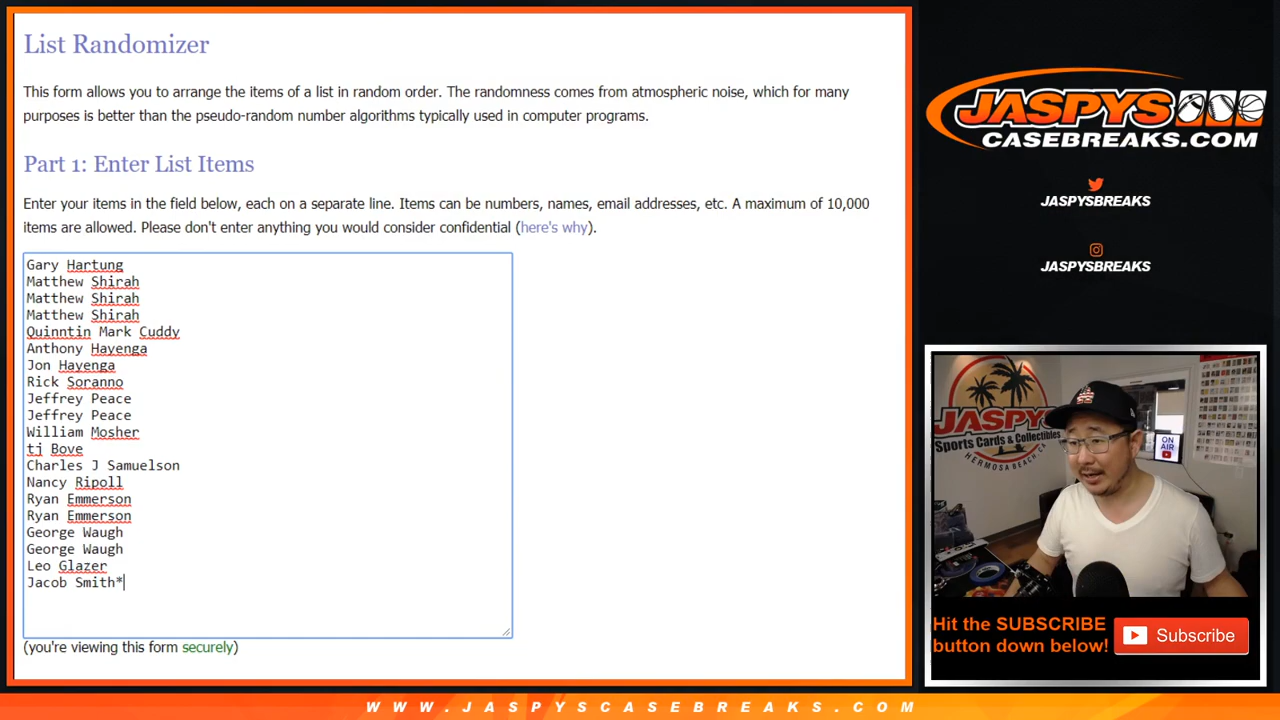 List Randomizer
This form allows you to arrange the items of a list in random order. The randomness comes from atmospheric noise, which for many
purposes is better than the pseudo-random number algorithms typically used in computer programs.
Part 1: Enter List Items
Enter your items in the field below, each on a separate line. Items can be numbers, names, email addresses, etc. A maximum of 10,000
items are allowed. Please don't enter anything you would consider confidential (here's why).
Gary Hartung
Matthew Shirah
Matthew Shirah
Matthew Shirah
Quinntin Mark Cuddy
Anthony Hayenga
Jon Hayenga
Rick Soranno
Jeffrey Peace
Jeffrey Peace
William Mosher
tj Bove
Charles J Samuelson
Nancy Ripoll
Ryan Emmerson
Ryan Emmerson
George Waugh
George Waugh
Leo Glazer
Jacob Smith*
(you're viewing this form securely)
JASPYS
CASEBREAKS.COM
JASPYSBREAKS
JASPYSBREAKS
JASPYS
Sports Cards & Collectibles
HERMOSA BEACH, CA
ON
AIR
Hit the SUBSCRIBE
button down below!
Subscribe
WWW.JASPYSCASEBREAKS.COM